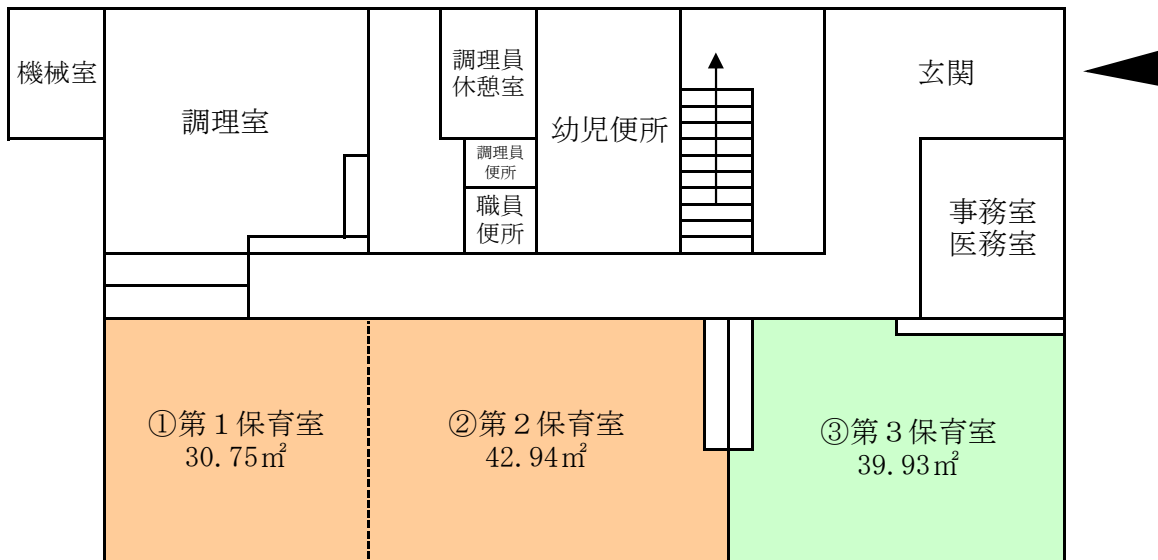 機械室
調理室
調理員
休憩室
調理員
便所
職員
便所
幼児便所
玄関
事務室
医務室
①第１保育室
30.75㎡
②第２保育室
42.94㎡
③第３保育室
39.93㎡